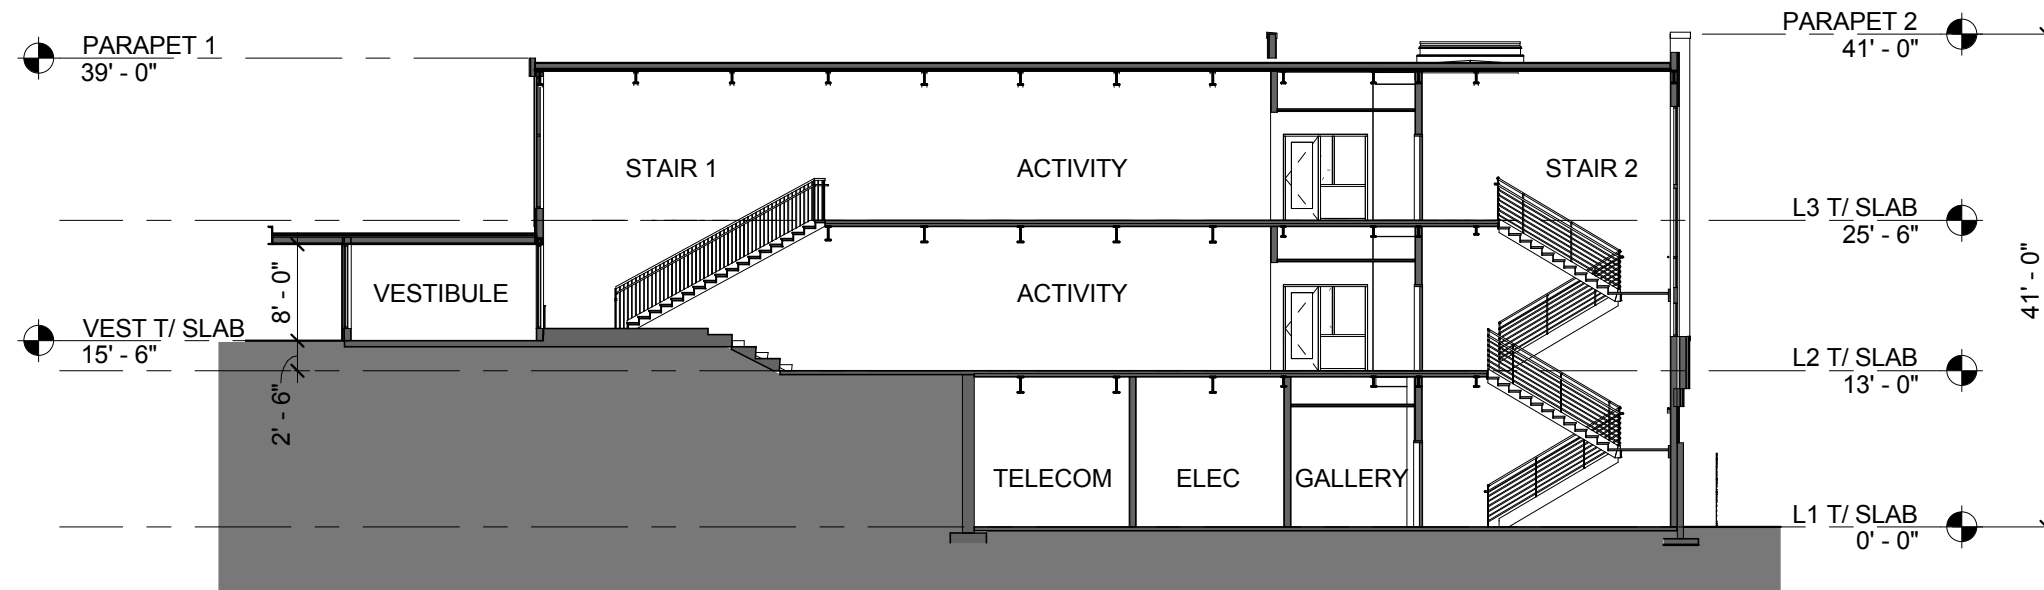 PARAPET 1
39' - 0"
PARAPET 2
41' - 0"
STAIR 1
ACTIVITY
STAIR 2
L3 T/ SLAB
25' - 6"
8' - 0"
VESTIBULE
ACTIVITY
41' - 0"
VEST T/ SLAB
15' - 6"
L2 T/ SLAB
13' - 0"
2' - 6"
TELECOM
ELEC
GALLERY
L1 T/ SLAB
0' - 0"